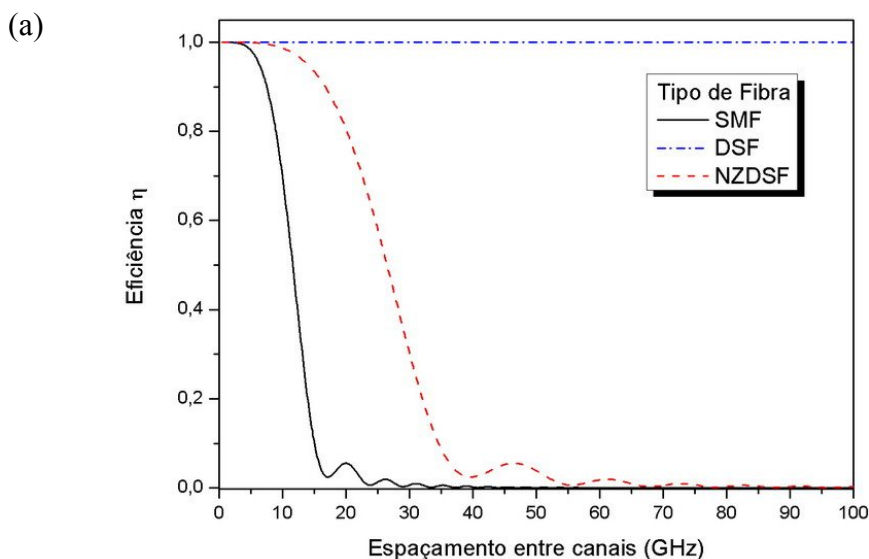 (a)
1,0
0,8
0,6
0,4
0,2
0,0
Eficiência η
Tipo de Fibra
SMF
DSF
NZDSF
0 10 20 30 40 50 60 70 80 90 100
Espaçamento entre canais (GHz)